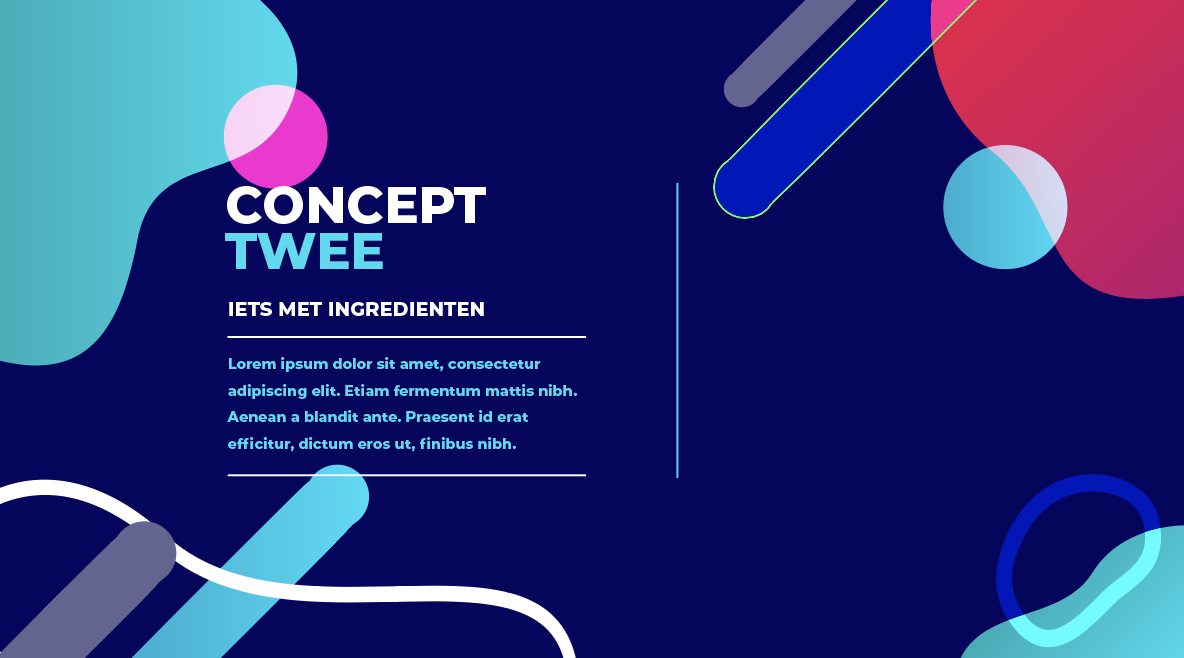 CONCEPT
TWEE
IETS MET INGREDIENTEN
Lorem ipsum dolor sit amet, consectetur
adipiscing elit. Etiam fermentum mattis nibh.
Aenean a blandit ante. Praesent id erat
efficitur, dictum eros ut, finibus nibh.